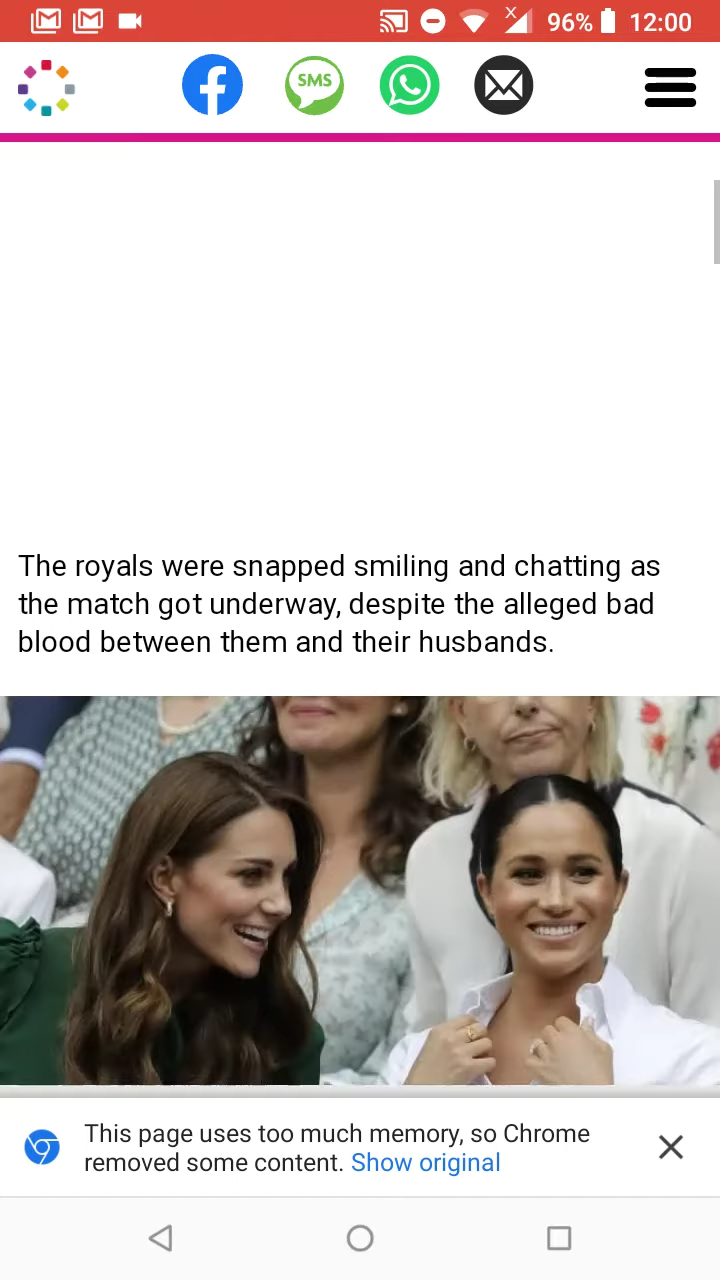 96% 12:00
SMS
The royals were snapped smiling and chatting as
the match got underway, despite the alleged bad
blood between them and their husbands.
This page uses too much memory, so Chrome
removed some content. Show original